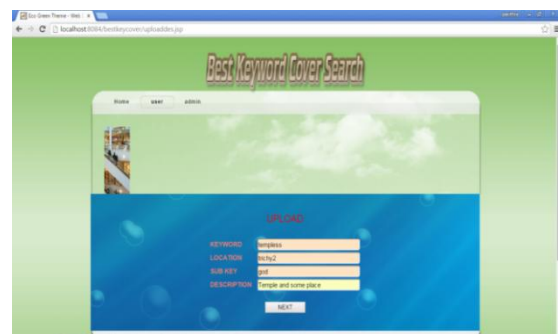 Eco Green Theme - Web
localhost:8084/bestkeycover/uploaddes.jsp
Best Keyword Cover Search
Home user admin
UPLOAD
KEYWORD templess
LOCATION trichy2
SUB KEY god
DESCRIPTION Temple and some place
NEXT